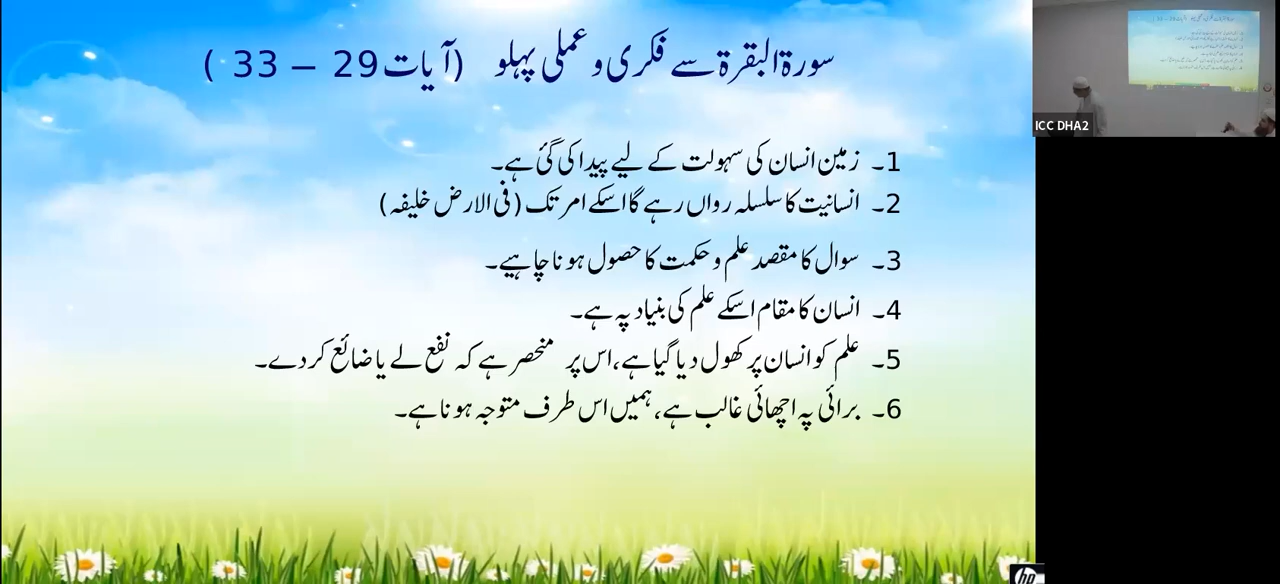 سورۃ البقرۃ سے فکری و عملی پہلو (آیات 29 – 33 )
1۔ زمین انسان کی سہولت کے لیے پیدا کی گئ ہے۔
2۔ انسانیت کا سلسلہ رواں رہے گا اسکے امر تک (فی الارض خلیفہ)
3۔ سوال کا مقصد علم و حکمت کا حصول ہونا چاہیے۔
4۔ انسان کا مقام اسکے علم کی بنیاد پہ ہے۔
5۔ علم کو انسان پر کھول دیا گیا ہے، اس پر منحصر ہے کہ نفع لے یا ضائع کر دے۔
6۔ برائی پہ اچھائی غالب ہے، ہمیں اس طرف متوجہ ہونا ہے۔
ICC DHA2
hp